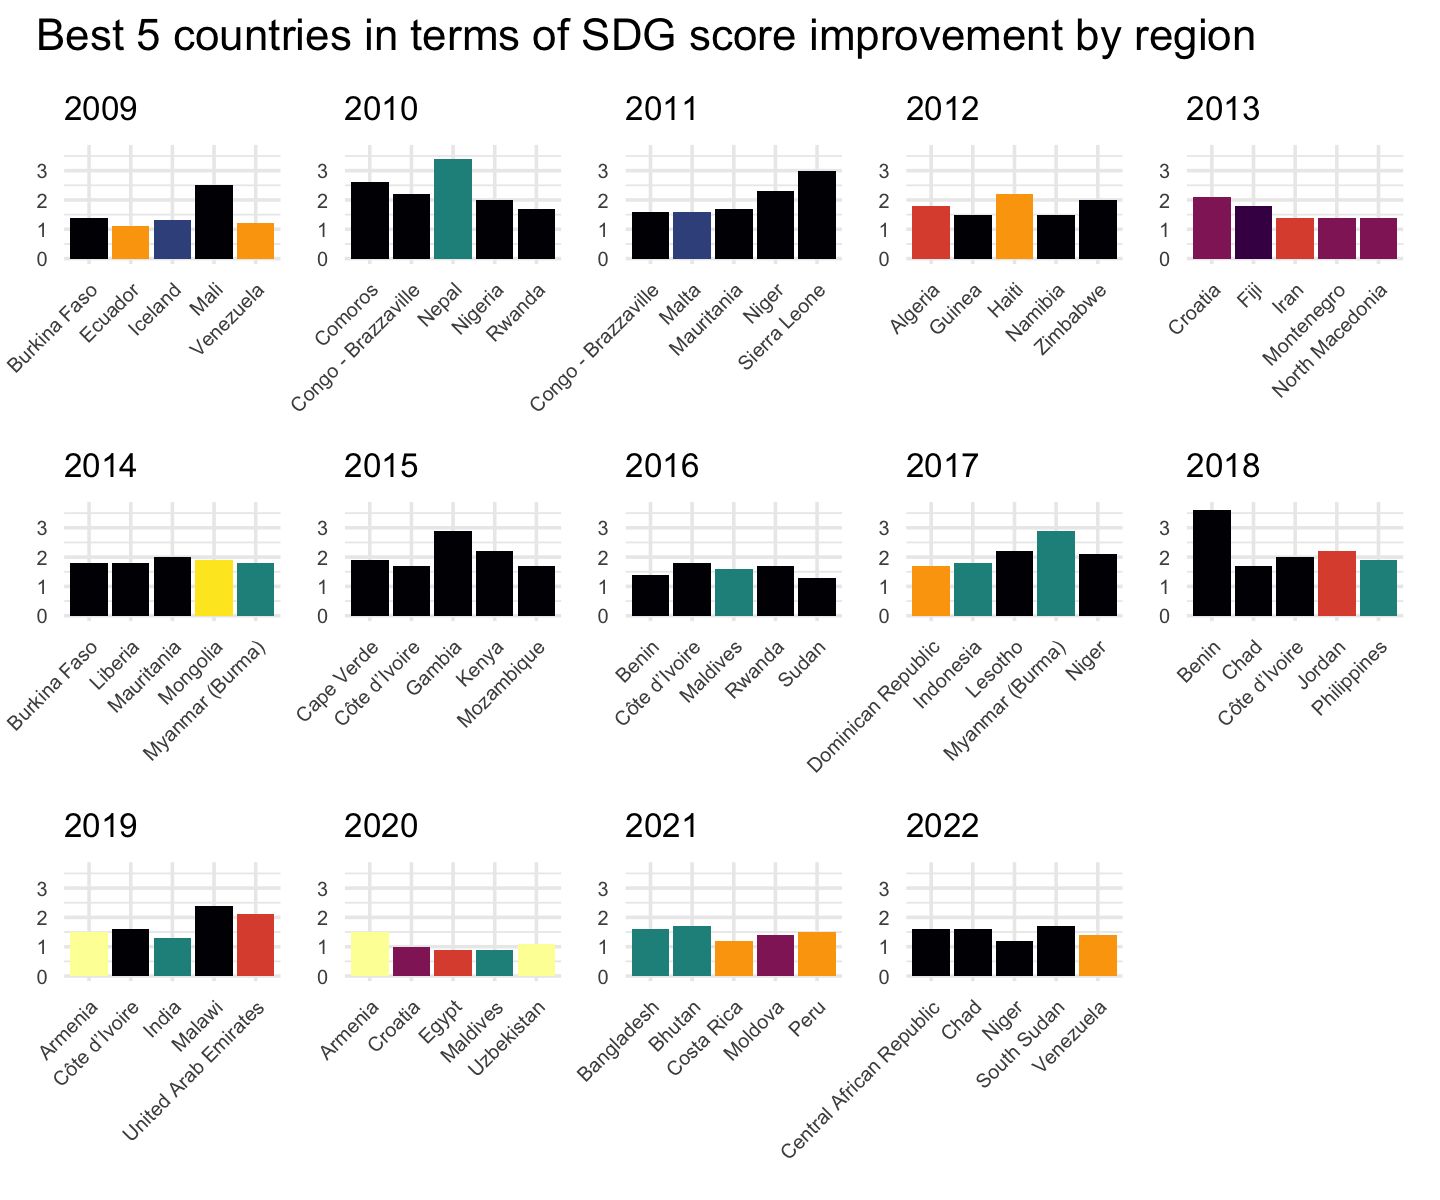 Best 5 countries in terms of SDG score improvement by region
2009
3
2
1
0
Burkina Faso
Ecuador
Iceland
Mali
Venezuela
2010
3
2
1
0
Comoros
Congo - Brazzaville
Nepal
Nigeria
Rwanda
2011
3
2
1
0
Congo - Brazzaville
Malta
Mauritania
Niger
Sierra Leone
2012
3
2
1
0
Algeria
Guinea
Haiti
Namibia
Zimbabwe
2013
3
2
1
0
Croatia
Fiji
Iran
Montenegro
North Macedonia
2014
3
2
1
0
Burkina Faso
Liberia
Mauritania
Mongolia
Myanmar (Burma)
2015
3
2
1
0
Cape Verde
Côte d’Ivoire
Gambia
Kenya
Mozambique
2016
3
2
1
0
Benin
Côte d’Ivoire
Maldives
Rwanda
Sudan
2017
3
2
1
0
Dominican Republic
Indonesia
Lesotho
Myanmar (Burma)
Niger
2018
3
2
1
0
Benin
Chad
Côte d’Ivoire
Jordan
Philippines
2019
3
2
1
0
Armenia
Côte d’Ivoire
India
Malawi
United Arab Emirates
2020
3
2
1
0
Armenia
Croatia
Egypt
Maldives
Uzbekistan
2021
3
2
1
0
Bangladesh
Bhutan
Costa Rica
Moldova
Peru
2022
3
2
1
0
Central African Republic
Chad
Niger
South Sudan
Venezuela